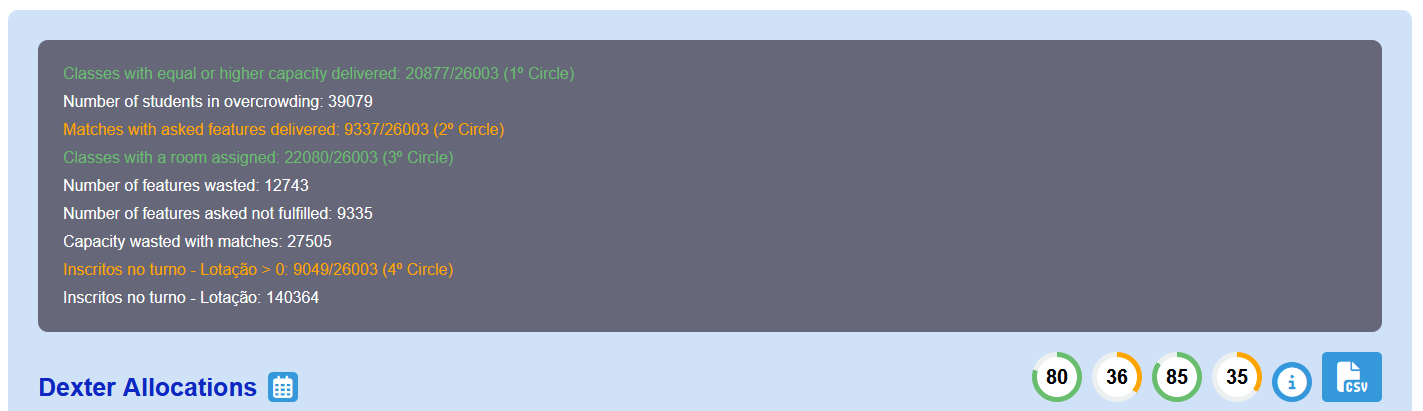 Classes with equal or higher capacity delivered: 20877/26003 (1º Circle)
Number of students in overcrowding: 39079
Matches with asked features delivered: 9337/26003 (2º Circle)
Classes with a room assigned: 22080/26003 (3º Circle)
Number of features wasted: 12743
Number of features asked not fulfilled: 9335
Capacity wasted with matches: 27505
Inscritos no turno - Lotação > 0: 9049/26003 (4º Circle)
Inscritos no turno - Lotação: 140364
Dexter Allocations 80 36 85 35 i CSV